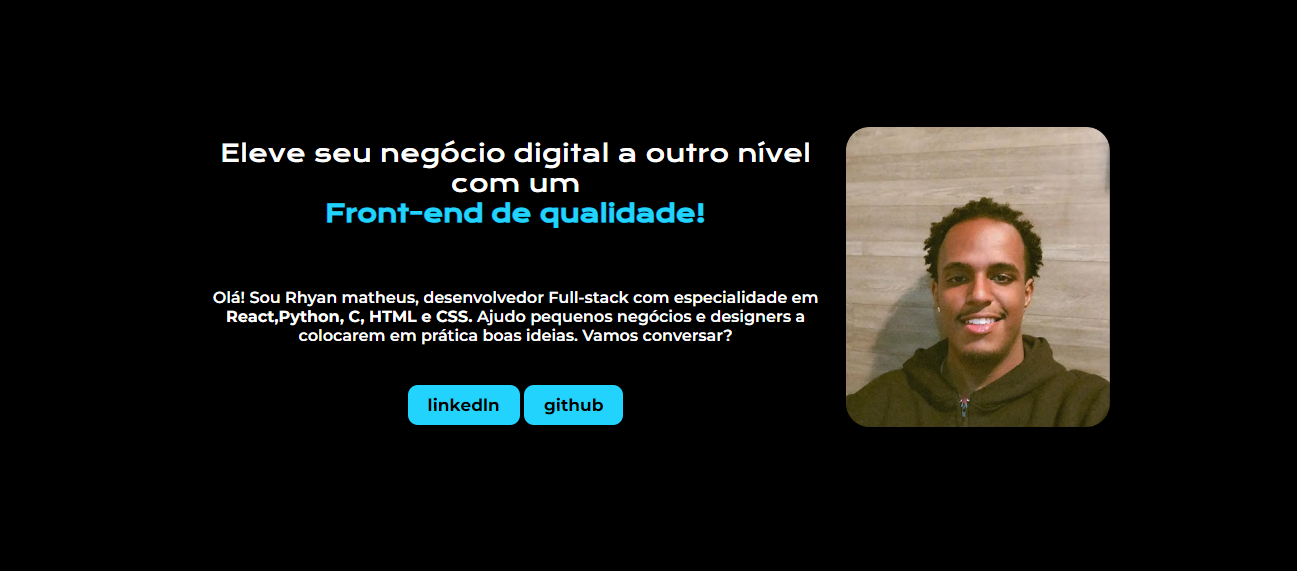 Eleve seu negócio digital a outro nível
com um
Front-end de qualidade!
Olá! Sou Rhyan matheus, desenvolvedor Full-stack com especialidade em
React,Python, C, HTML e CSS. Ajudo pequenos negócios e designers a
colocarem em prática boas ideias. Vamos conversar?
linkedln github